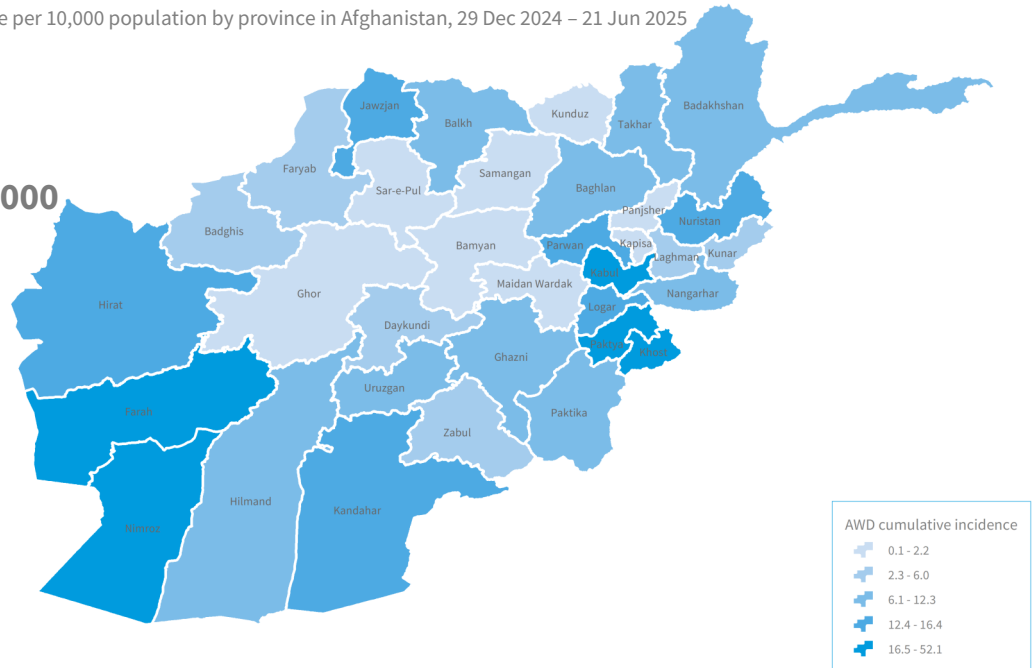 e per 10,000 population by province in Afghanistan, 29 Dec 2024 – 21 Jun 2025
000
Jawzjan
Balkh
Kunduz
Takhar
Badakhshan
Faryab
Sar-e-Pul
Samangan
Baghlan
Panjsher
Nuristan
Badghis
Bamyan
Parwan
Kapisa
Laghman
Kunar
Kabul
Hirat
Ghor
Maidan Wardak
Nangarhar
Logar
Daykundi
Paktya
Khost
Ghazni
Uruzgan
Farah
Zabul
Paktika
Hilmand
Kandahar
Nimroz
AWD cumulative incidence
0.1 - 2.2
2.3 - 6.0
6.1 - 12.3
12.4 - 16.4
16.5 - 52.1